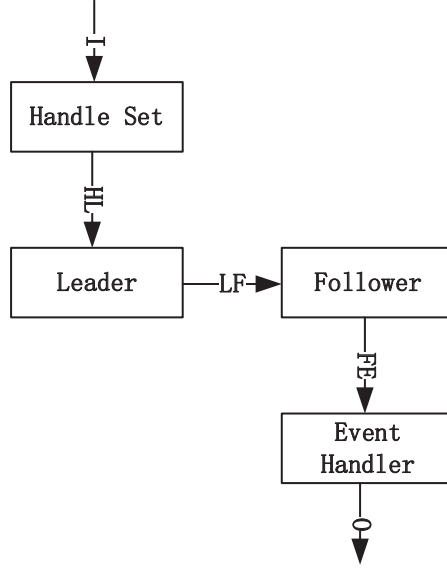 I
Handle Set
HL
Leader
LF
Follower
FE
Event
Handler
O